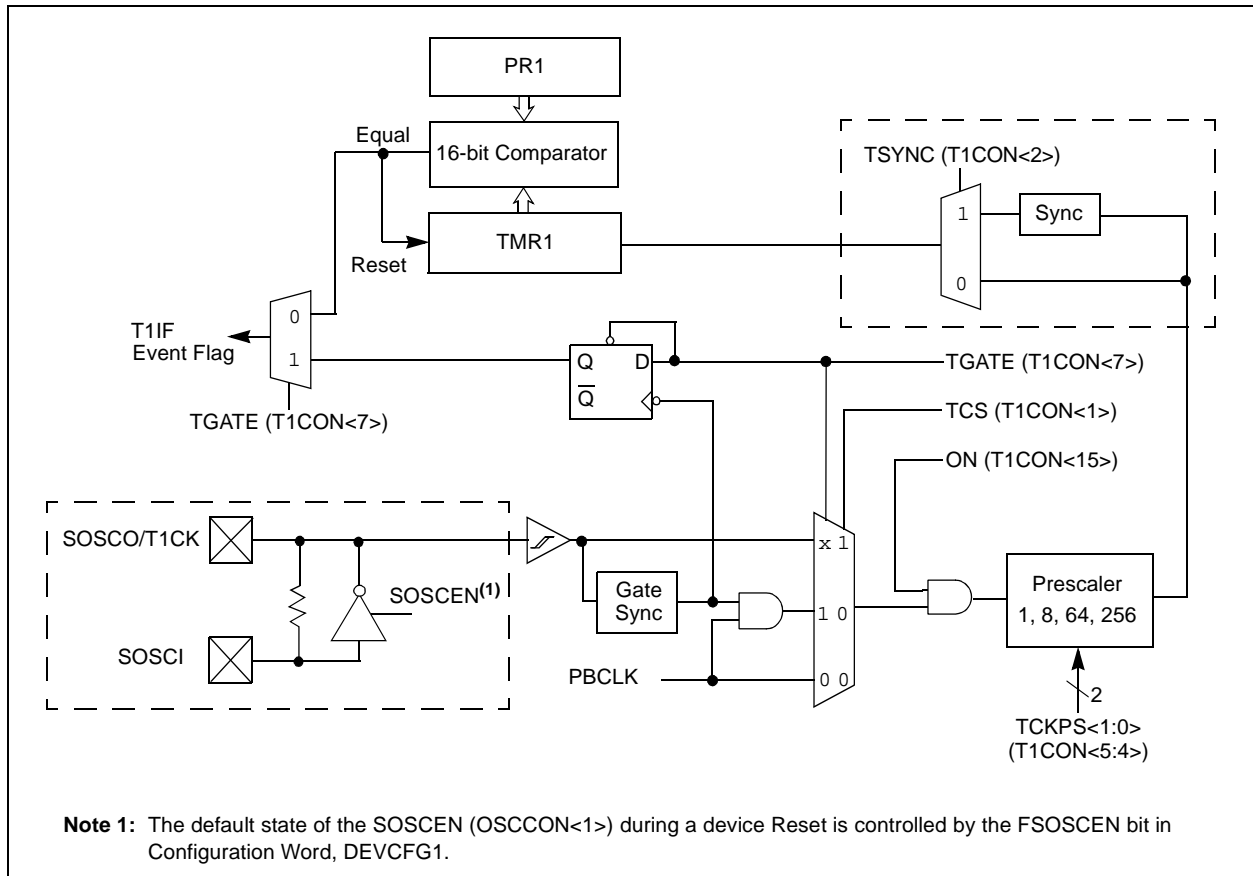 PR1
Equal
16-bit Comparator
TSYNC (T1CON<2>)
1
Sync
TMR1
Reset
0
0
T1IF
Event Flag
1
Q
D
TGATE (T1CON<7>)
Q̅
TGATE (T1CON<7>)
TCS (T1CON<1>)
ON (T1CON<15>)
SOSCO/T1CK
x 1
Prescaler
1, 8, 64, 256
SOSCEN(1)
Gate
Sync
1 0
SOSCI
PBCLK
0 0
2
TCKPS<1:0>
(T1CON<5:4>)
Note 1: The default state of the SOSCEN (OSCCON<1>) during a device Reset is controlled by the FSOSCEN bit in
Configuration Word, DEVCFG1.